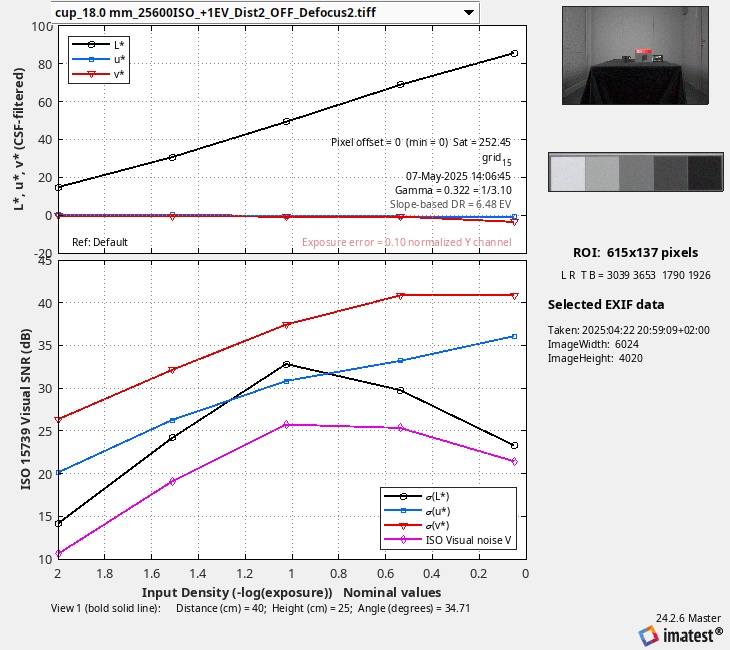 cup_18.0 mm_25600ISO_+1EV_Dist2_OFF_Defocus2.tiff
L*, u*, v* (CSF-filtered)
100
80
60
40
20
0
-20
L*
u*
v*
Pixel offset = 0 (min = 0) Sat = 252.45
grid15
07-May-2025 14:06:45
Gamma = 0.322 = 1/3.10
Slope-based DR = 6.48 EV
Ref: Default
Exposure error = 0.10 normalized Y channel
ISO 15739 Visual SNR (dB)
45
40
35
30
25
20
15
10
σ(L*)
σ(u*)
σ(v*)
ISO Visual noise V
2 1.8 1.6 1.4 1.2 1 0.8 0.6 0.4 0.2 0
Input Density (-log(exposure)) Nominal values
View 1 (bold solid line): Distance (cm) = 40; Height (cm) = 25; Angle (degrees) = 34.71
ROI: 615x137 pixels
L R T B = 3039 3653 1790 1926
Selected EXIF data
Taken: 2025:04:22 20:59:09+02:00
ImageWidth: 6024
ImageHeight: 4020
24.2.6 Master
imatest®